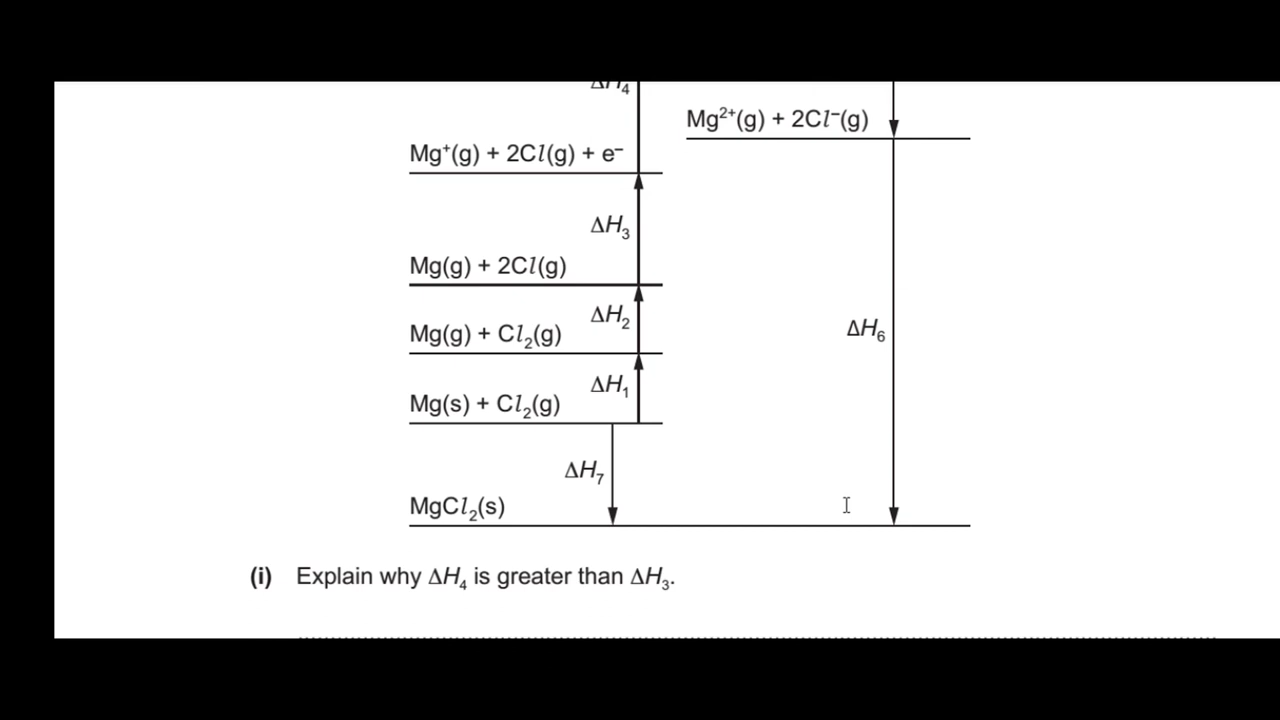 ΔH₄
Mg²⁺(g) + 2Cl⁻(g)
Mg⁺(g) + 2Cl(g) + e⁻
ΔH₃
Mg(g) + 2Cl(g)
ΔH₂
Mg(g) + Cl₂(g)
ΔH₆
ΔH₁
Mg(s) + Cl₂(g)
ΔH₇
MgCl₂(s)
(i) Explain why ΔH₄ is greater than ΔH₃.